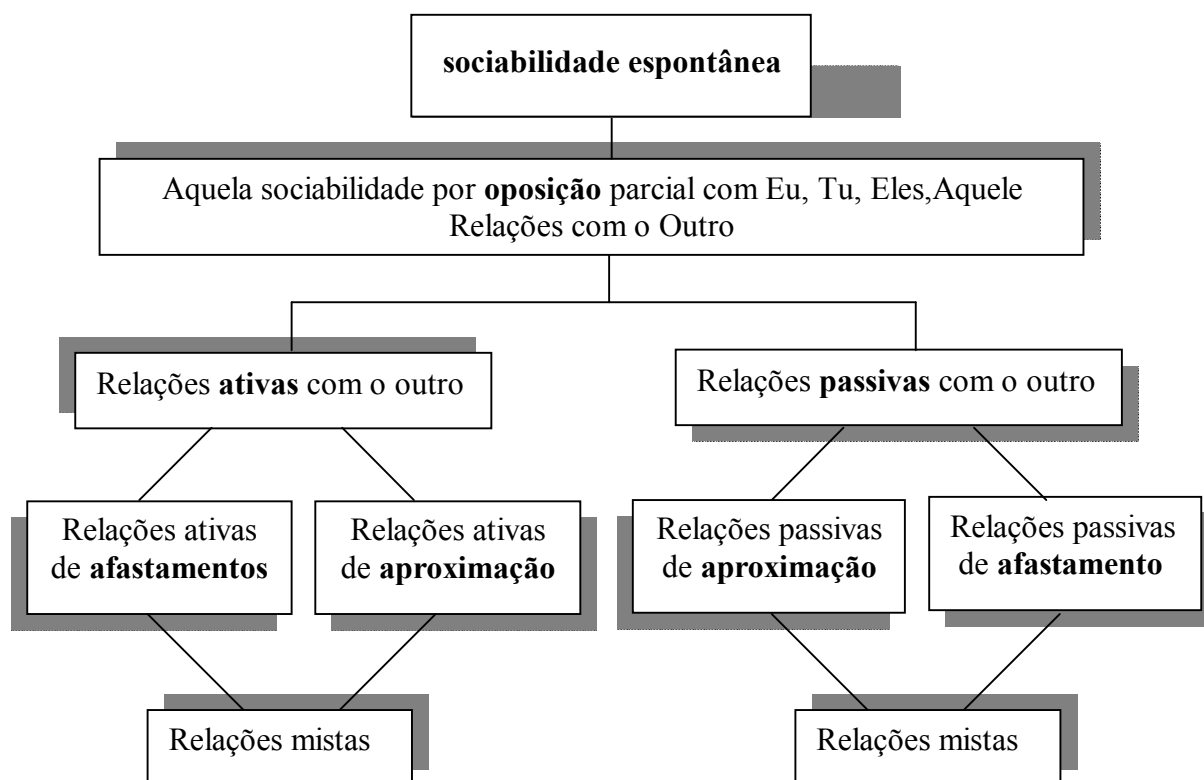 sociabilidade espontânea
Aquela sociabilidade por oposição parcial com Eu, Tu, Eles,Aquele
Relações com o Outro
Relações ativas com o outro
Relações passivas com o outro
Relações ativas
de afastamentos
Relações ativas
de aproximação
Relações passivas
de aproximação
Relações passivas
de afastamento
Relações mistas
Relações mistas